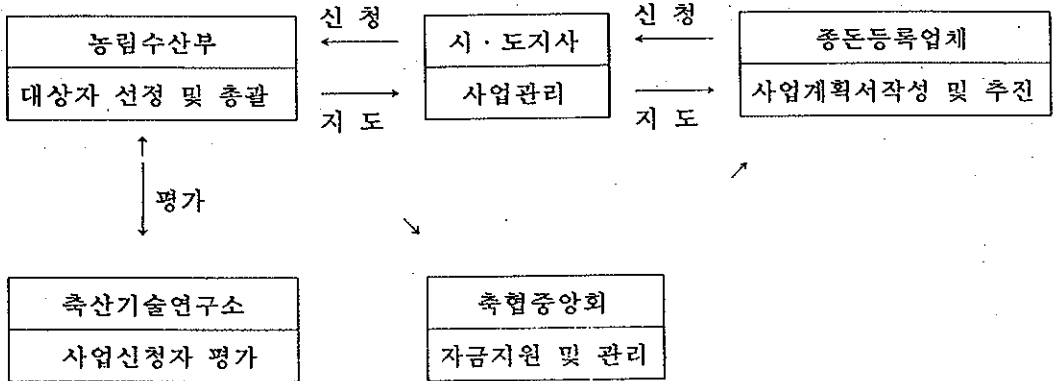 신 청
신 청
농림수산부
시 · 도지사
종돈등록업체
대상자 선정 및 총괄
사업관리
사업계획서작성 및 추진
지 도
지 도
평가
축산기술연구소
축협중앙회
사업신청자 평가
자금지원 및 관리